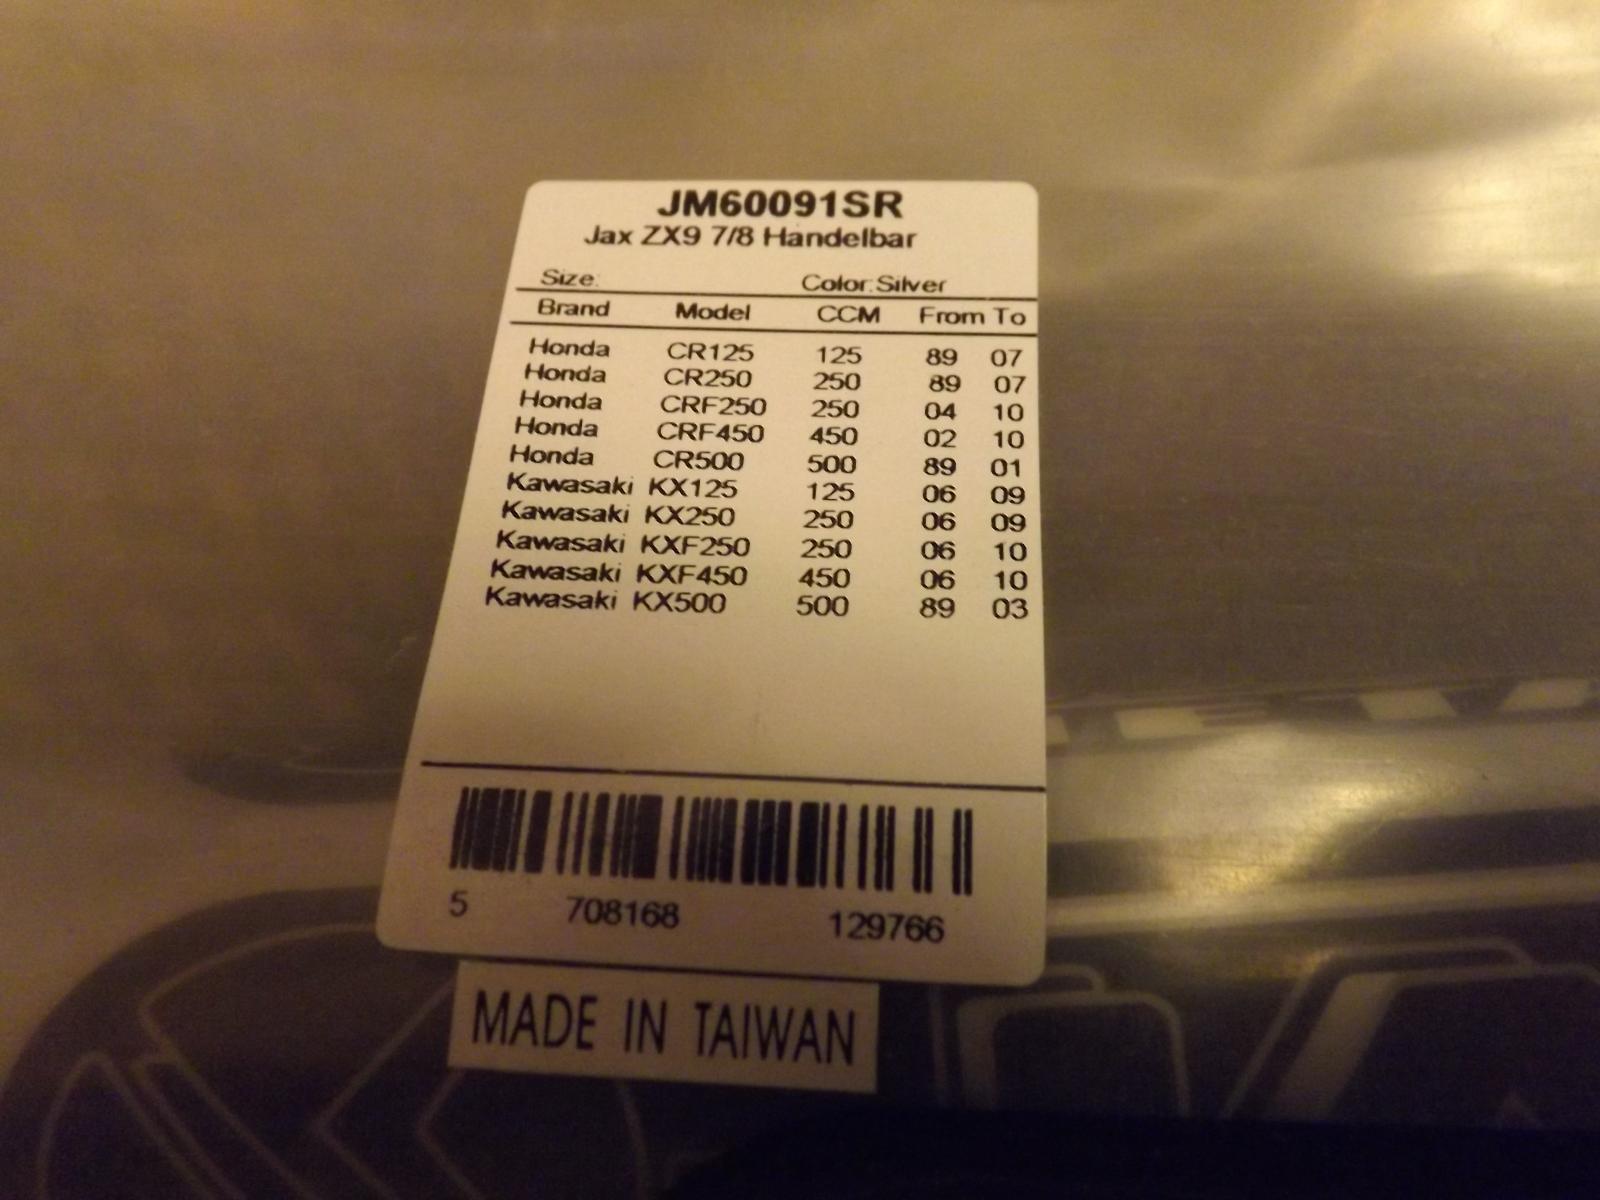 JM60091SR
Jax ZX9 7/8 Handelbar
Size: Color:Silver
Brand Model CCM From To
Honda CR125 125 89 07
Honda CR250 250 89 07
Honda CRF250 250 04 10
Honda CRF450 450 02 10
Honda CR500 500 89 01
Kawasaki KX125 125 06 09
Kawasaki KX250 250 06 09
Kawasaki KXF250 250 06 10
Kawasaki KXF450 450 06 10
Kawasaki KX500 500 89 03
5 708168 129766
MADE IN TAIWAN